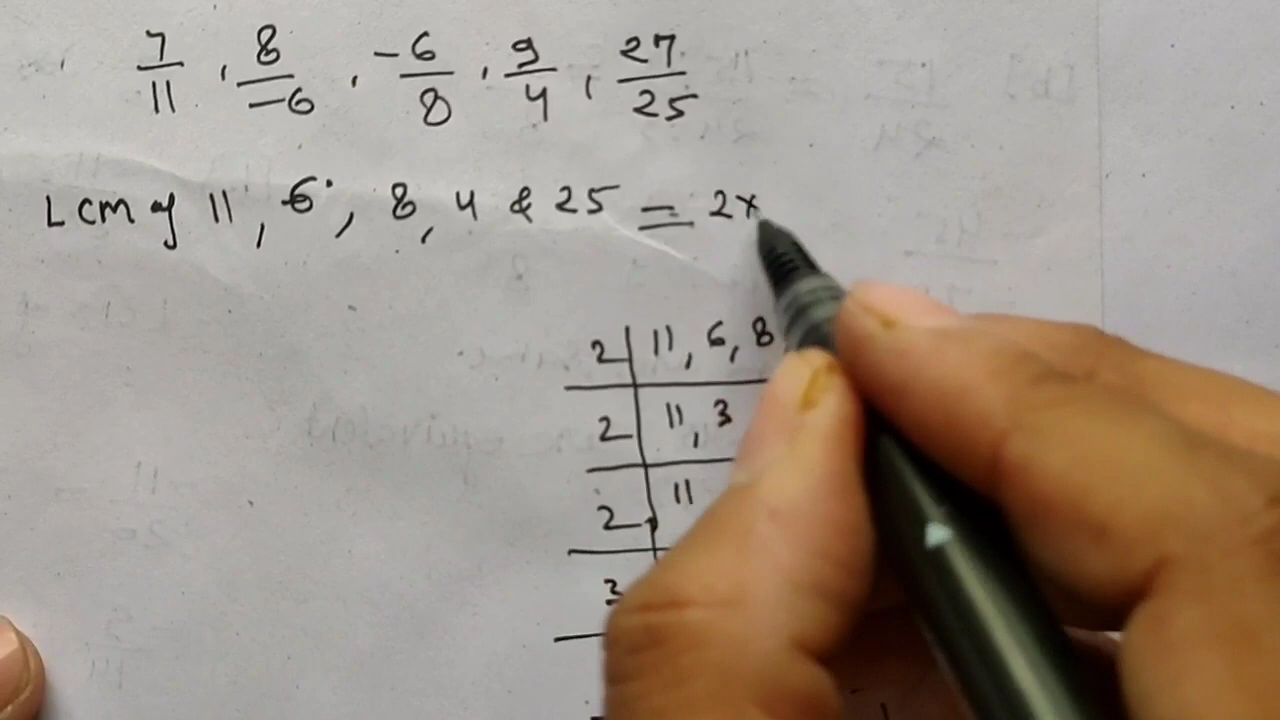 7/11 , 8/-6 , -6/8 , 9/4 , 27/25
Lcm of 11, 6, 8, 4 & 25 = 2x
2 | 11, 6, 8
2 | 11, 3
2 | 11
3